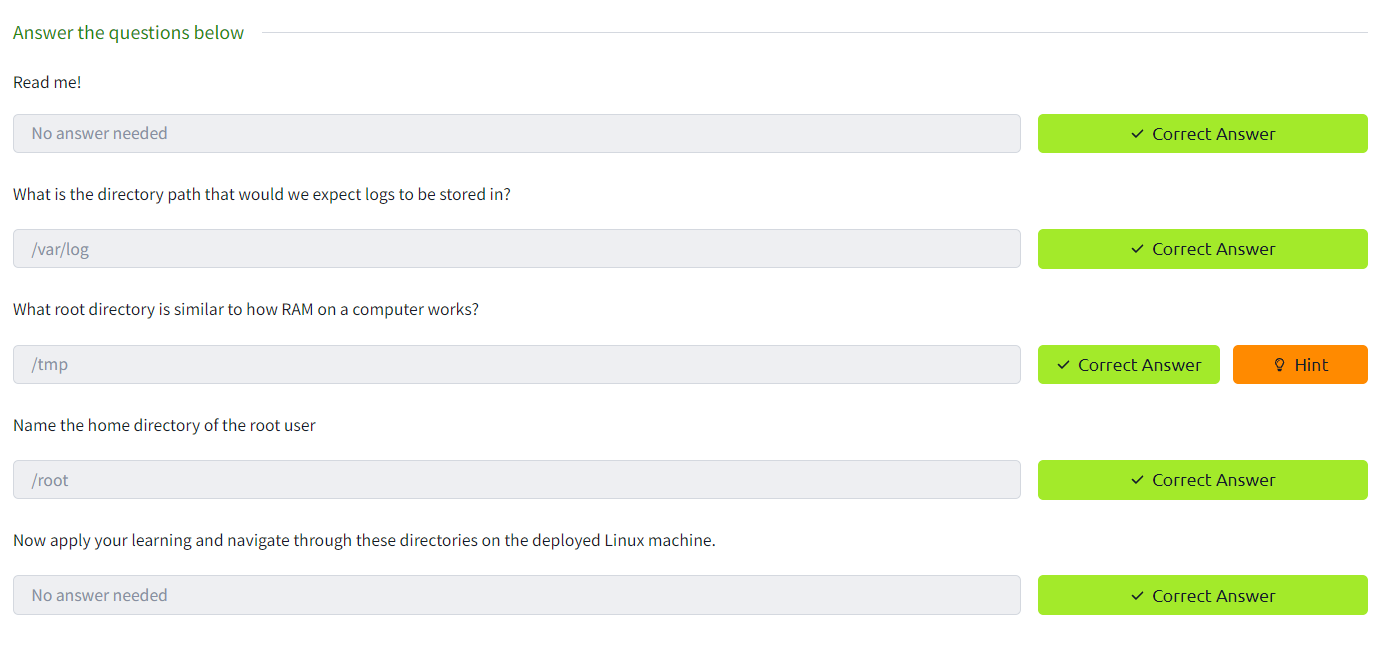 Answer the questions below
Read me!
No answer needed
Correct Answer
What is the directory path that would we expect logs to be stored in?
/var/log
Correct Answer
What root directory is similar to how RAM on a computer works?
/tmp
Correct Answer
Hint
Name the home directory of the root user
/root
Correct Answer
Now apply your learning and navigate through these directories on the deployed Linux machine.
No answer needed
Correct Answer